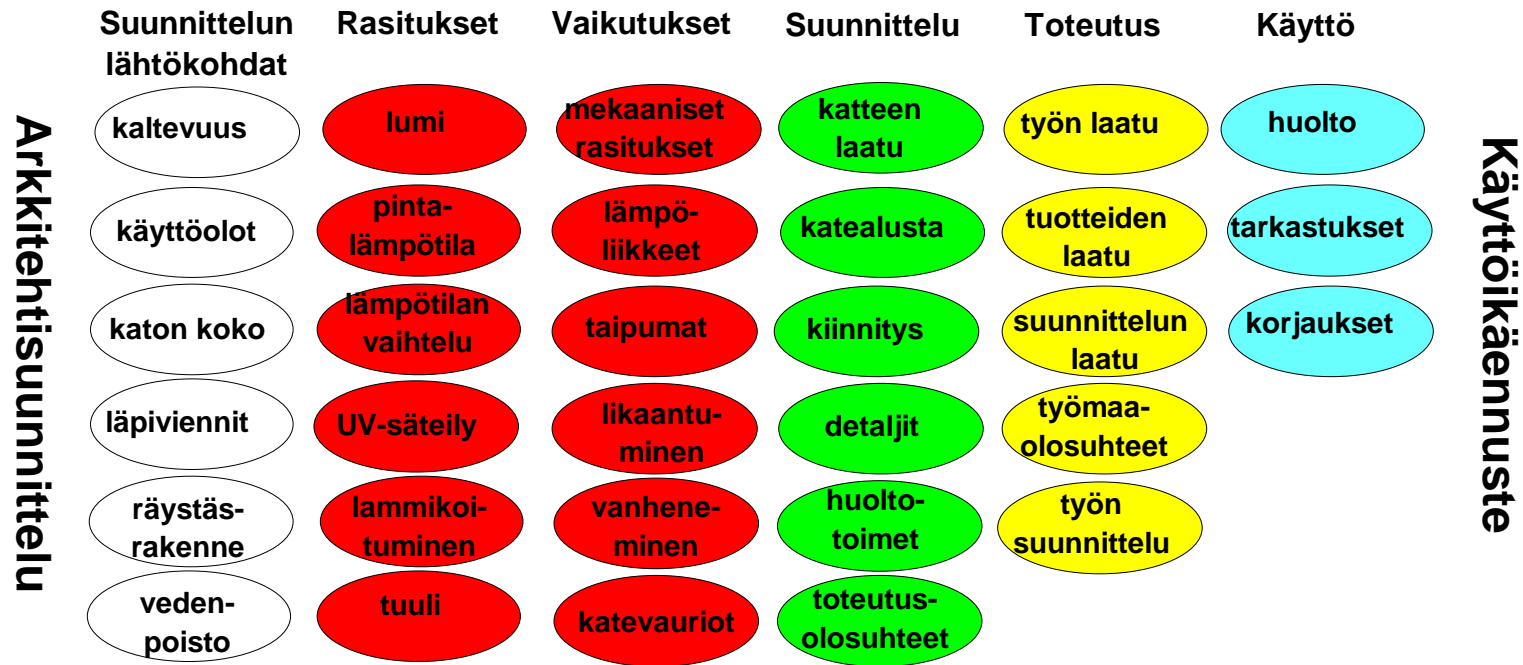 Suunnittelun
lähtökohdat
Rasitukset
Vaikutukset
Suunnittelu
Toteutus
Käyttö
Arkkitehtisuunnittelu
kaltevuus
käyttöolot
katon koko
läpiviennit
räystäs-
rakenne
veden-
poisto
lumi
pinta-
lämpötila
lämpötilan
vaihtelu
UV-säteily
lammikoi-
tuminen
tuuli
mekaaniset
rasitukset
lämpö-
liikkeet
taipumat
likaantu-
minen
vanhene-
minen
katevauriot
katteen
laatu
katealusta
kiinnitys
detaljit
huolto-
toimet
toteutus-
olosuhteet
työn laatu
tuotteiden
laatu
suunnittelun
laatu
työmaa-
olosuhteet
työn
suunnittelu
huolto
tarkastukset
korjaukset
Käyttöikäennuste